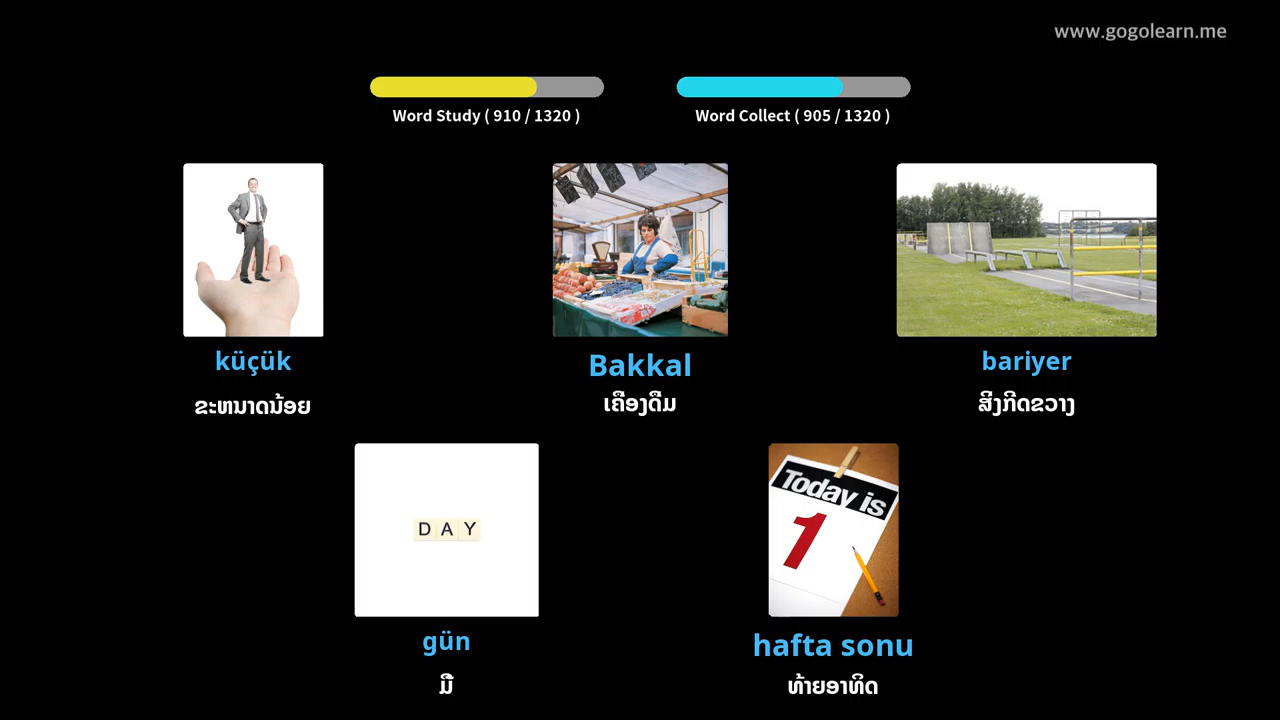 www.gogolearn.me
Word Study ( 910 / 1320 )
Word Collect ( 905 / 1320 )
küçük
Bakkal
bariyer
ຂະຫນາດນ້ອຍ
ເຄື່ອງດື່ມ
ສິ່ງກີດຂວາງ
DAY
Today is
1
gün
hafta sonu
ມື້
ທ້າຍອາທິດ